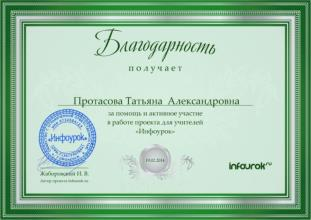 Благодарность
получает
Протасова Татьяна Александровна
за помощь и активное участие
в работе проекта для учителей
«Инфоурок»
«Инфоурок»
infourok.ru
Жаборовский И. В.
Автор проекта infourok.ru